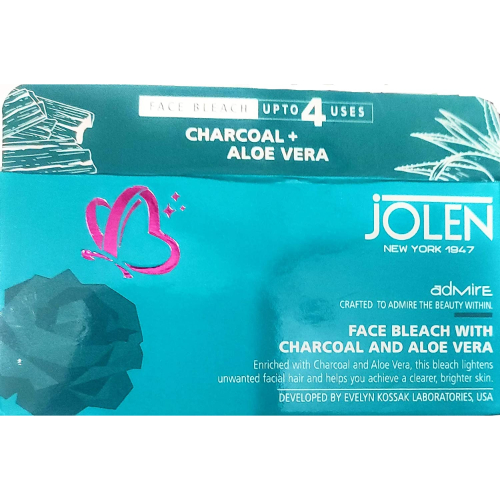 FACE BLEACH UPTO 4 USES
CHARCOAL +
ALOE VERA
JOLEN
NEW YORK 1947
admire
CRAFTED TO ADMIRE THE BEAUTY WITHIN.
FACE BLEACH WITH
CHARCOAL AND ALOE VERA
Enriched with Charcoal and Aloe Vera, this bleach lightens
unwanted facial hair and helps you achieve a clearer, brighter skin.
DEVELOPED BY EVELYN KOSSAK LABORATORIES, USA